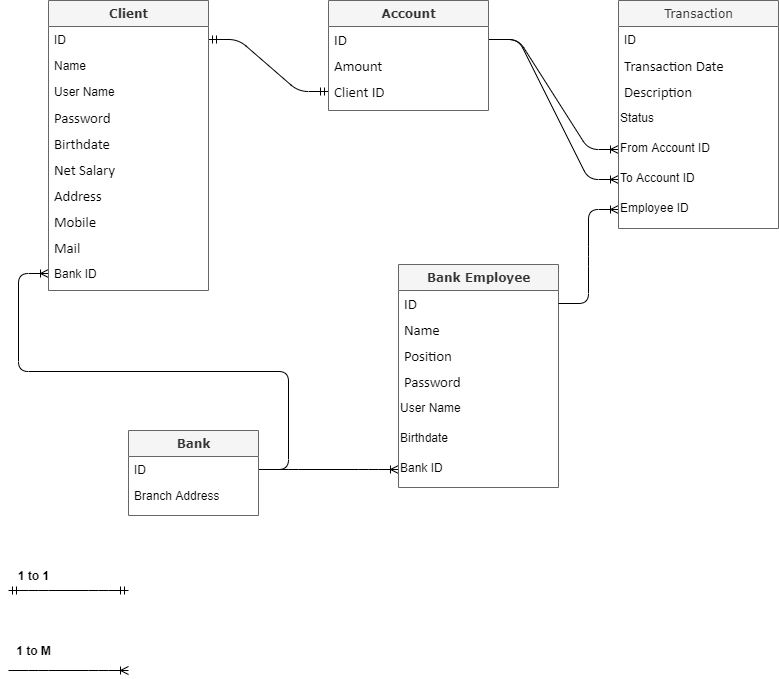 Client
ID
Name
User Name
Password
Birthdate
Net Salary
Address
Mobile
Mail
Bank ID
Account
ID
Amount
Client ID
Transaction
ID
Transaction Date
Description
Status
From Account ID
To Account ID
Employee ID
Bank Employee
ID
Name
Position
Password
User Name
Birthdate
Bank ID
Bank
ID
Branch Address
1 to 1
1 to M